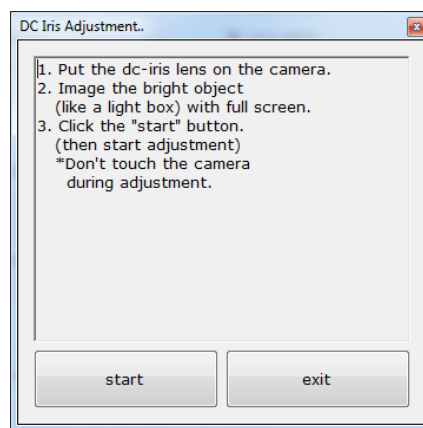 DC Iris Adjustment..
1. Put the dc-iris lens on the camera.
2. Image the bright object
(like a light box) with full screen.
3. Click the "start" button.
(then start adjustment)
*Don't touch the camera
during adjustment.
start exit